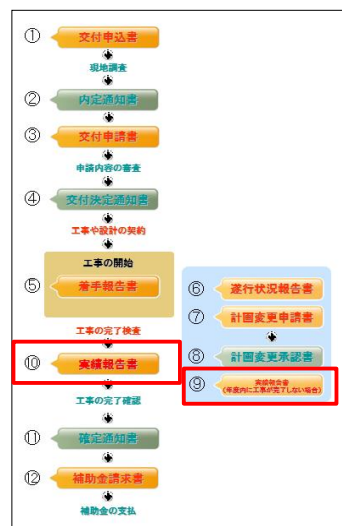 ① 交付申込書
現地調査
② 内定通知書
③ 交付申請書
申請内容の審査
④ 交付決定通知書
工事や設計の契約
工事の開始
⑤ 着手報告書
工事の完了検査
⑩ 実績報告書
工事の完了確認
⑪ 確定通知書
⑫ 補助金請求書
補助金の支払
⑥ 遂行状況報告書
⑦ 計画変更申請書
⑧ 計画変更承認書
⑨ 実績報告書
(年度内に工事が完了しない場合)